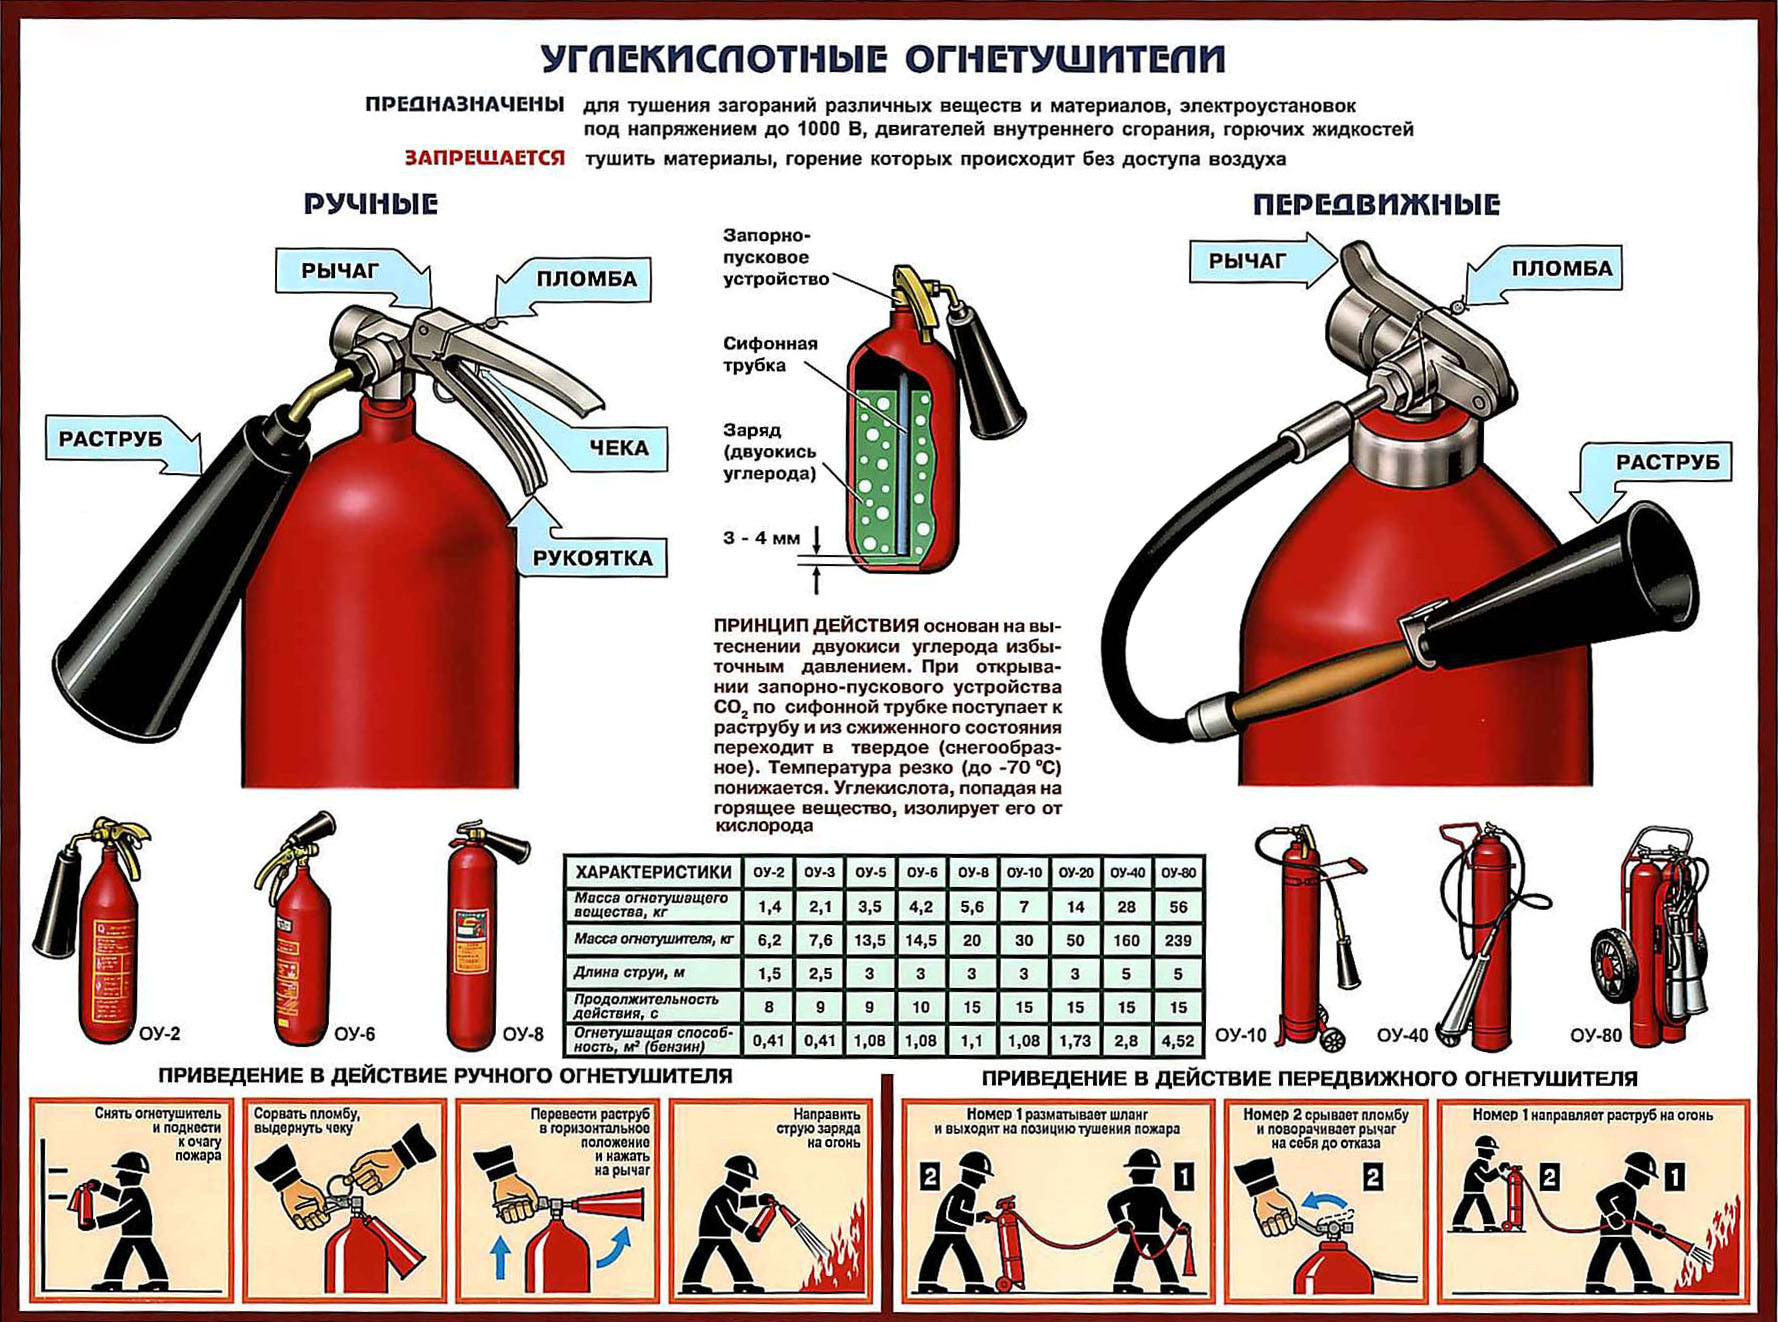 УГЛЕКИСЛОТНЫЕ ОГНЕТУШИТЕЛИ
ПРЕДНАЗНАЧЕНЫ для тушения загораний различных веществ и материалов, электроустановок
под напряжением до 1000 В, двигателей внутреннего сгорания, горючих жидкостей
ЗАПРЕЩАЕТСЯ тушить материалы, горение которых происходит без доступа воздуха
РУЧНЫЕ
РЫЧАГ
ПЛОМБА
РАСТРУБ
ЧЕКА
РУКОЯТКА
Запорно-
пусковое
устройство
Сифонная
трубка
Заряд
(двуокись
углерода)
3 - 4 мм
ПЕРЕДВИЖНЫЕ
РЫЧАГ
ПЛОМБА
РАСТРУБ
ПРИНЦИП ДЕЙСТВИЯ основан на вы-
теснении двуокиси углерода избы-
точным давлением. При открыва-
нии запорно-пускового устройства
CO₂ по сифонной трубке поступает к
раструбу и из сжиженного состояния
переходит в твердое (снегообраз-
ное). Температура резко (до -70 °С)
понижается. Углекислота, попадая на
горящее вещество, изолирует его от
кислорода
ОУ-2
ОУ-6
ОУ-8
ХАРАКТЕРИСТИКИ ОУ-2 ОУ-3 ОУ-5 ОУ-6 ОУ-8 ОУ-10 ОУ-20 ОУ-40 ОУ-80
Масса огнетушащего
вещества, кг 1,4 2,1 3,5 4,2 5,6 7 14 28 56
Масса огнетушителя, кг 6,2 7,6 13,5 14,5 20 30 50 160 239
Длина струи, м 1,5 2,5 3 3 3 3 3 5 5
Продолжительность
действия, с 8 9 9 10 15 15 15 15 15
Огнетушащая способ-
ность, м² (бензин) 0,41 0,41 1,08 1,08 1,1 1,08 1,73 2,8 4,52
ОУ-10
ОУ-40
ОУ-80
ПРИВЕДЕНИЕ В ДЕЙСТВИЕ РУЧНОГО ОГНЕТУШИТЕЛЯ
Снять огнетушитель
и поднести
к очагу
пожара
Сорвать пломбу,
выдернуть чеку
Перевести раструб
в горизонтальное
положение
и нажать
на рычаг
Направить
струю заряда
на огонь
ПРИВЕДЕНИЕ В ДЕЙСТВИЕ ПЕРЕДВИЖНОГО ОГНЕТУШИТЕЛЯ
Номер 1 разматывает шланг
и выходит на позицию тушения пожара
2
1
Номер 2 срывает пломбу
и поворачивает рычаг
на себя до отказа
2
Номер 1 направляет раструб на огонь
2
1